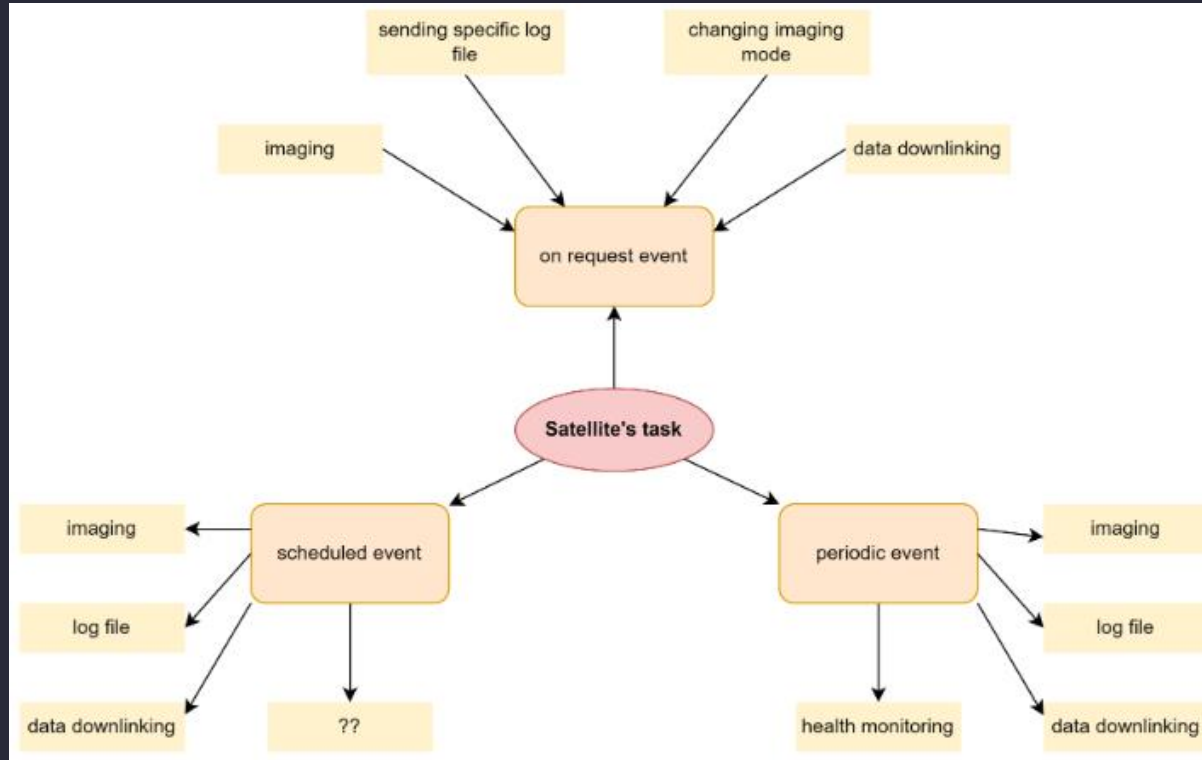 sending specific log
file
changing imaging
mode
imaging
data downlinking
on request event
Satellite's task
scheduled event
periodic event
imaging
imaging
log file
log file
data downlinking
??
health monitoring
data downlinking